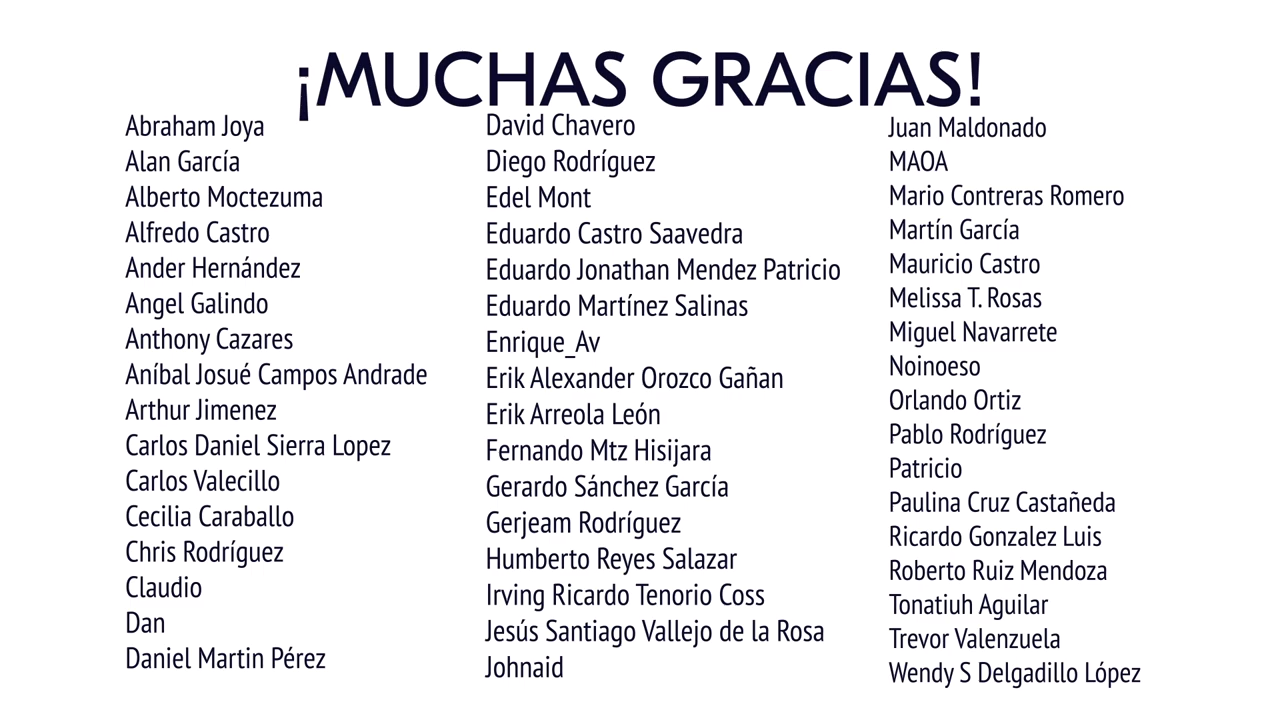 ¡MUCHAS GRACIAS!
Abraham Joya
Alan García
Alberto Moctezuma
Alfredo Castro
Ander Hernández
Angel Galindo
Anthony Cazares
Aníbal Josué Campos Andrade
Arthur Jimenez
Carlos Daniel Sierra Lopez
Carlos Valecillo
Cecilia Caraballo
Chris Rodríguez
Claudio
Dan
Daniel Martin Pérez
David Chavero
Diego Rodríguez
Edel Mont
Eduardo Castro Saavedra
Eduardo Jonathan Mendez Patricio
Eduardo Martínez Salinas
Enrique_Av
Erik Alexander Orozco Gañan
Erik Arreola León
Fernando Mtz Hisijara
Gerardo Sánchez García
Gerjeam Rodríguez
Humberto Reyes Salazar
Irving Ricardo Tenorio Coss
Jesús Santiago Vallejo de la Rosa
Johnaid
Juan Maldonado
MAOA
Mario Contreras Romero
Martín García
Mauricio Castro
Melissa T. Rosas
Miguel Navarrete
Noinoeso
Orlando Ortiz
Pablo Rodríguez
Patricio
Paulina Cruz Castañeda
Ricardo Gonzalez Luis
Roberto Ruiz Mendoza
Tonatiuh Aguilar
Trevor Valenzuela
Wendy S Delgadillo López